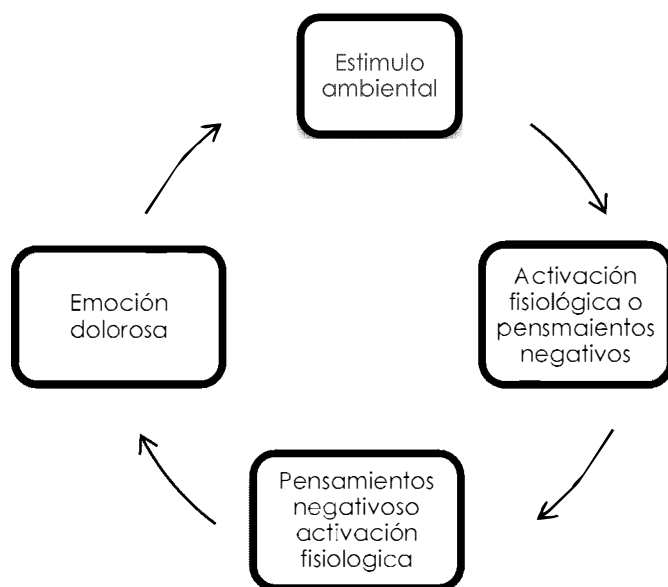 Estimulo
ambiental
Activación
fisiológica o
pensmaientos
negativos
Pensamientos
negativoso
activación
fisiologica
Emoción
dolorosa